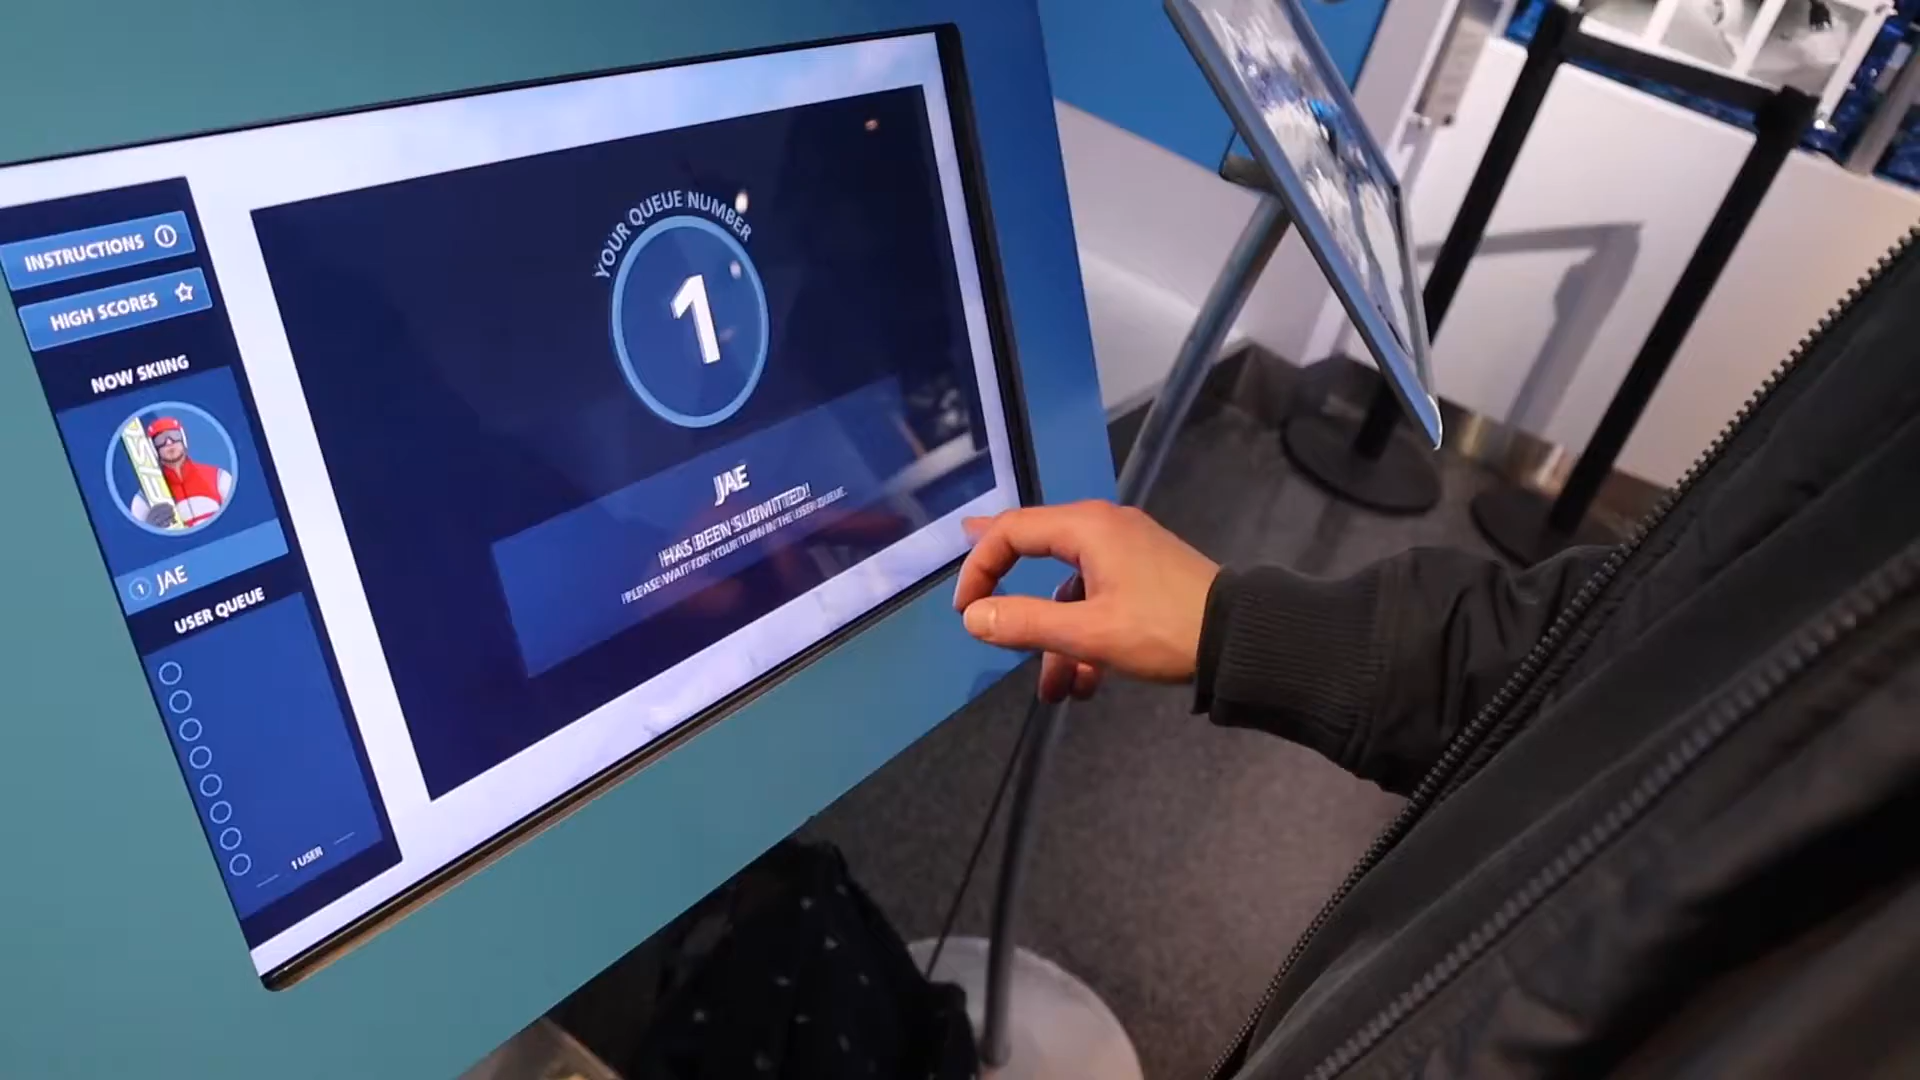 INSTRUCTIONS
HIGH SCORES
NOW SKIING
1 JAE
USER QUEUE
1 USER
YOUR QUEUE NUMBER
1
JAE
HAS BEEN SUBMITTED!
PLEASE WAIT FOR YOUR TURN IN THE USER QUEUE.